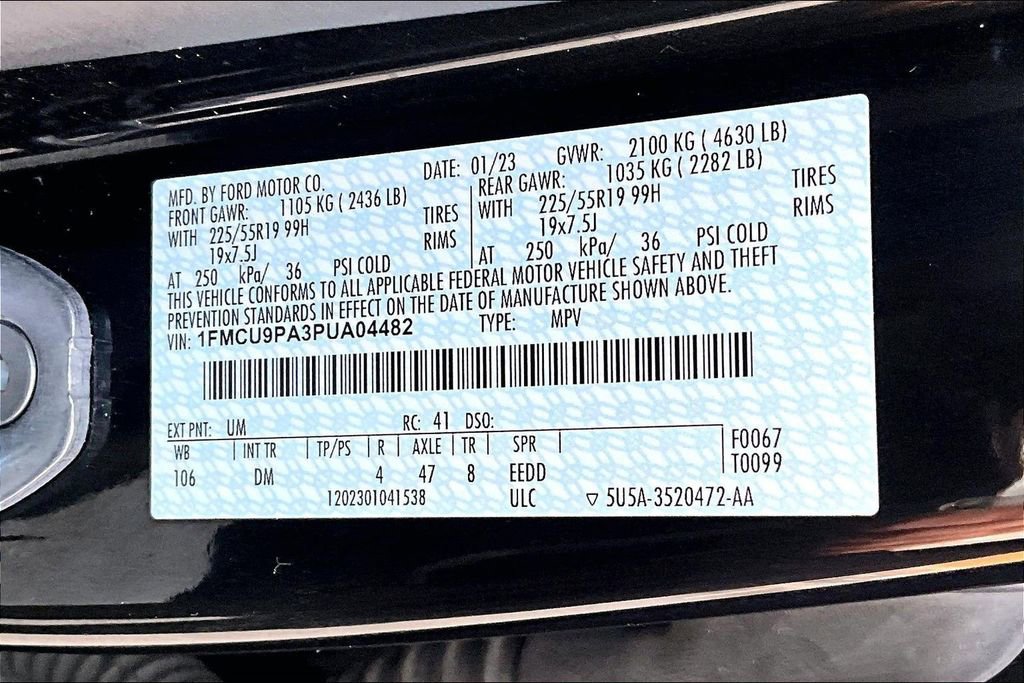 MFD. BY FORD MOTOR CO. DATE: 01/23 GVWR: 2100 KG ( 4630 LB)
FRONT GAWR: 1105 KG ( 2436 LB) REAR GAWR: 1035 KG ( 2282 LB)
WITH 225/55R19 99H TIRES WITH 225/55R19 99H TIRES
19x7.5J RIMS 19x7.5J RIMS
AT 250 kPa/ 36 PSI COLD AT 250 kPa/ 36 PSI COLD
THIS VEHICLE CONFORMS TO ALL APPLICABLE FEDERAL MOTOR VEHICLE SAFETY AND THEFT
PREVENTION STANDARDS IN EFFECT ON THE DATE OF MANUFACTURE SHOWN ABOVE.
VIN: 1FMCU9PA3PUA04482 TYPE: MPV
EXT PNT: UM RC: 41 DSO:
WB INT TR TP/PS R AXLE TR SPR F0067
106 DM 4 47 8 EEDD T0099
1202301041538 ULC ▽ 5U5A-3520472-AA